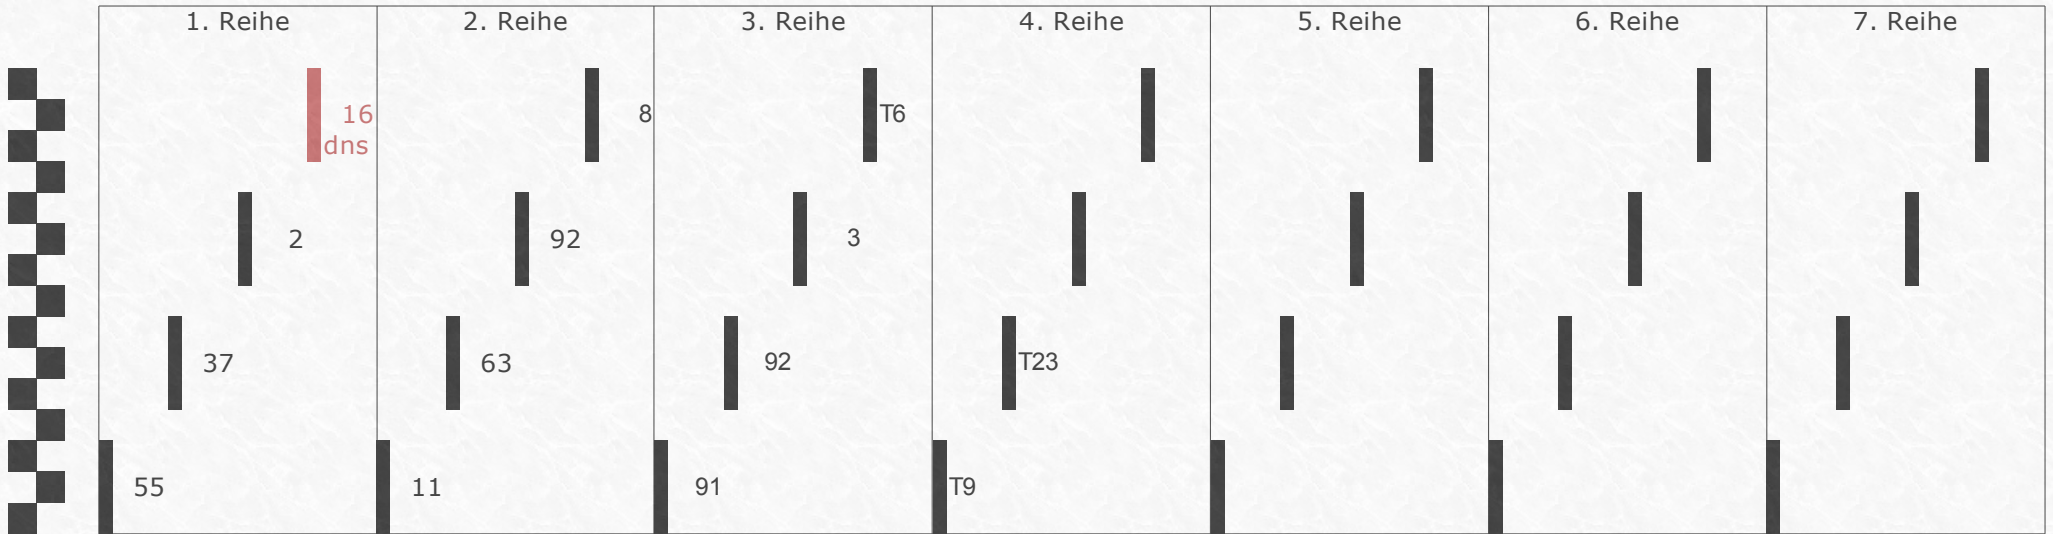 1. Reihe 2. Reihe 3. Reihe 4. Reihe 5. Reihe 6. Reihe 7. Reihe
16 8 T6
dns
2 92 3
37 63 92 T23
55 11 91 T9